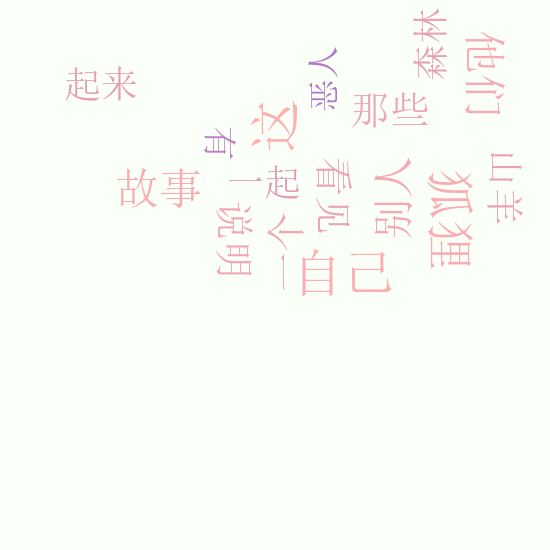 森林
他们
起来
恶人
那些
这
有
故事
一起
看见
别人
狐狸
山羊
说明
一个
自己